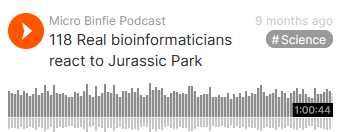 Micro Binfie Podcast
9 months ago
118 Real bioinformaticians
react to Jurassic Park
# Science
1:00:44